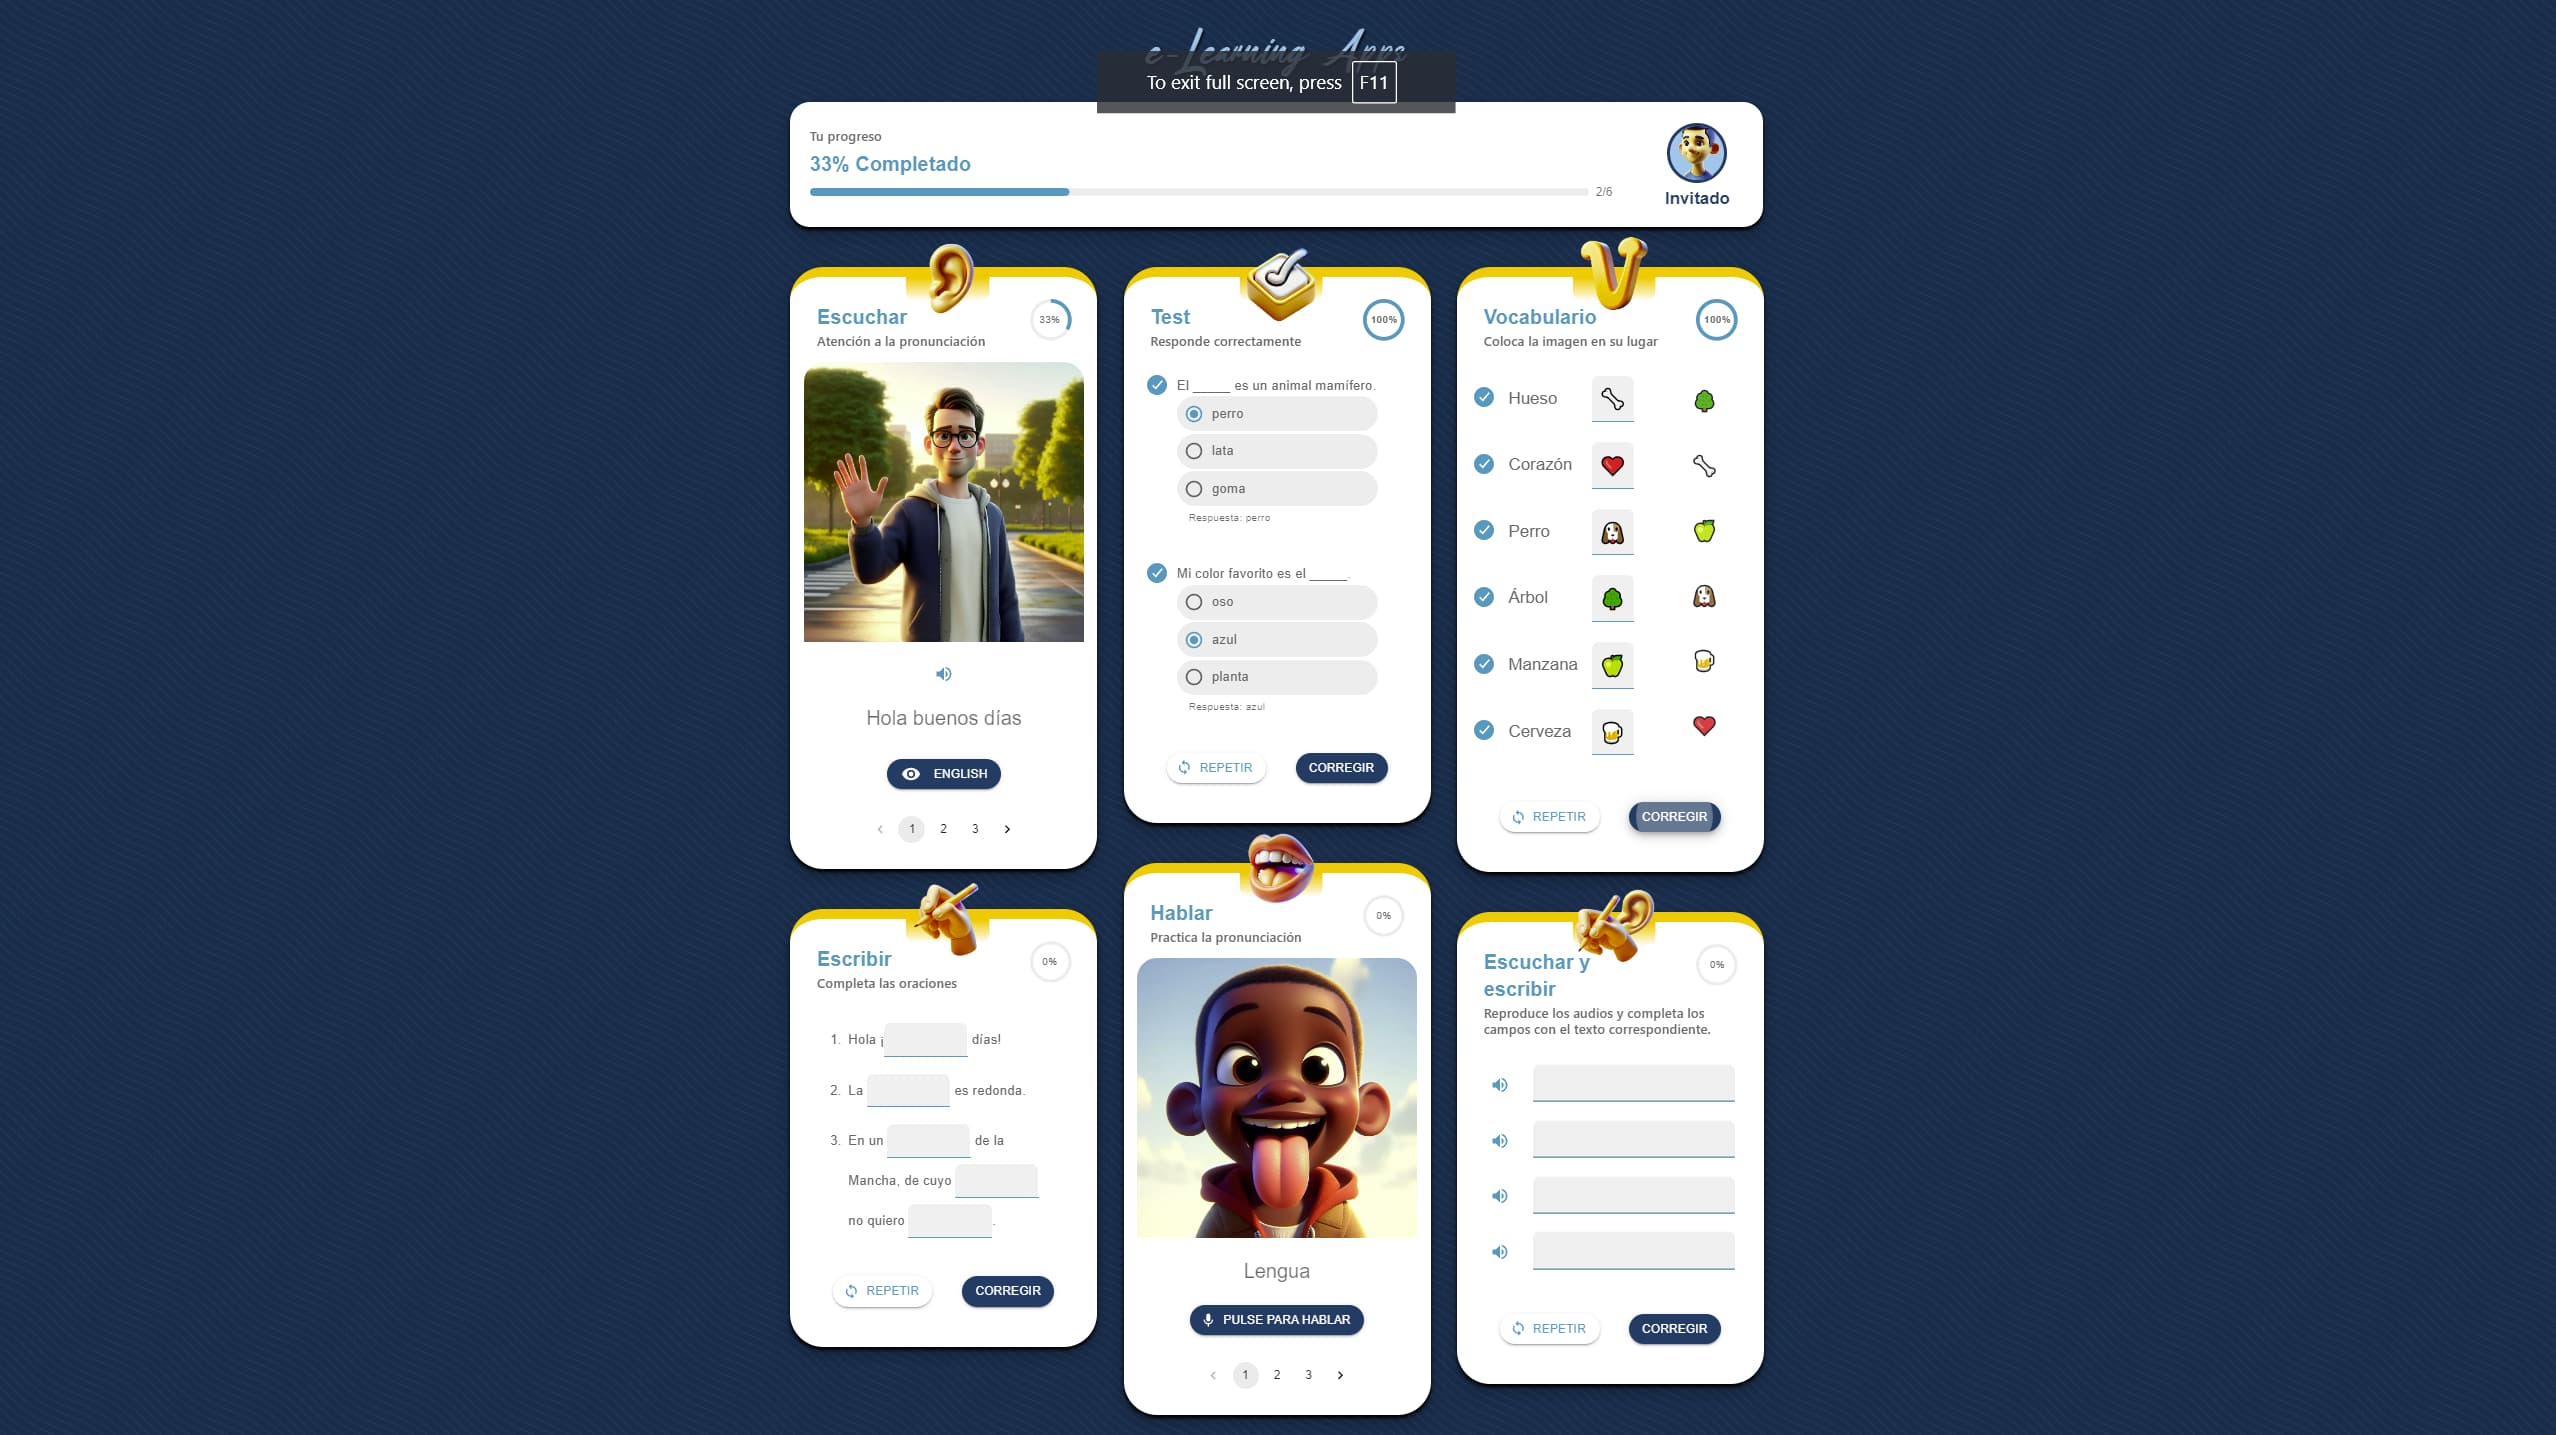 e-Learning Apps
To exit full screen, press F11
Tu progreso
33% Completado
2/6
Invitado
Escuchar
33%
Atención a la pronunciación
Hola buenos días
ENGLISH
1 2 3
Test
100%
Responde correctamente
El _____ es un animal mamífero.
perro
lata
goma
Respuesta: perro
Mi color favorito es el _____.
oso
azul
planta
Respuesta: azul
REPETIR CORREGIR
Vocabulario
100%
Coloca la imagen en su lugar
Hueso
Corazón
Perro
Árbol
Manzana
Cerveza
REPETIR CORREGIR
Escribir
0%
Completa las oraciones
1. Hola ¡ días!
2. La es redonda.
3. En un de la
Mancha, de cuyo
no quiero .
REPETIR CORREGIR
Hablar
0%
Practica la pronunciación
Lengua
PULSE PARA HABLAR
1 2 3
Escuchar y
escribir
0%
Reproduce los audios y completa los
campos con el texto correspondiente.
REPETIR CORREGIR